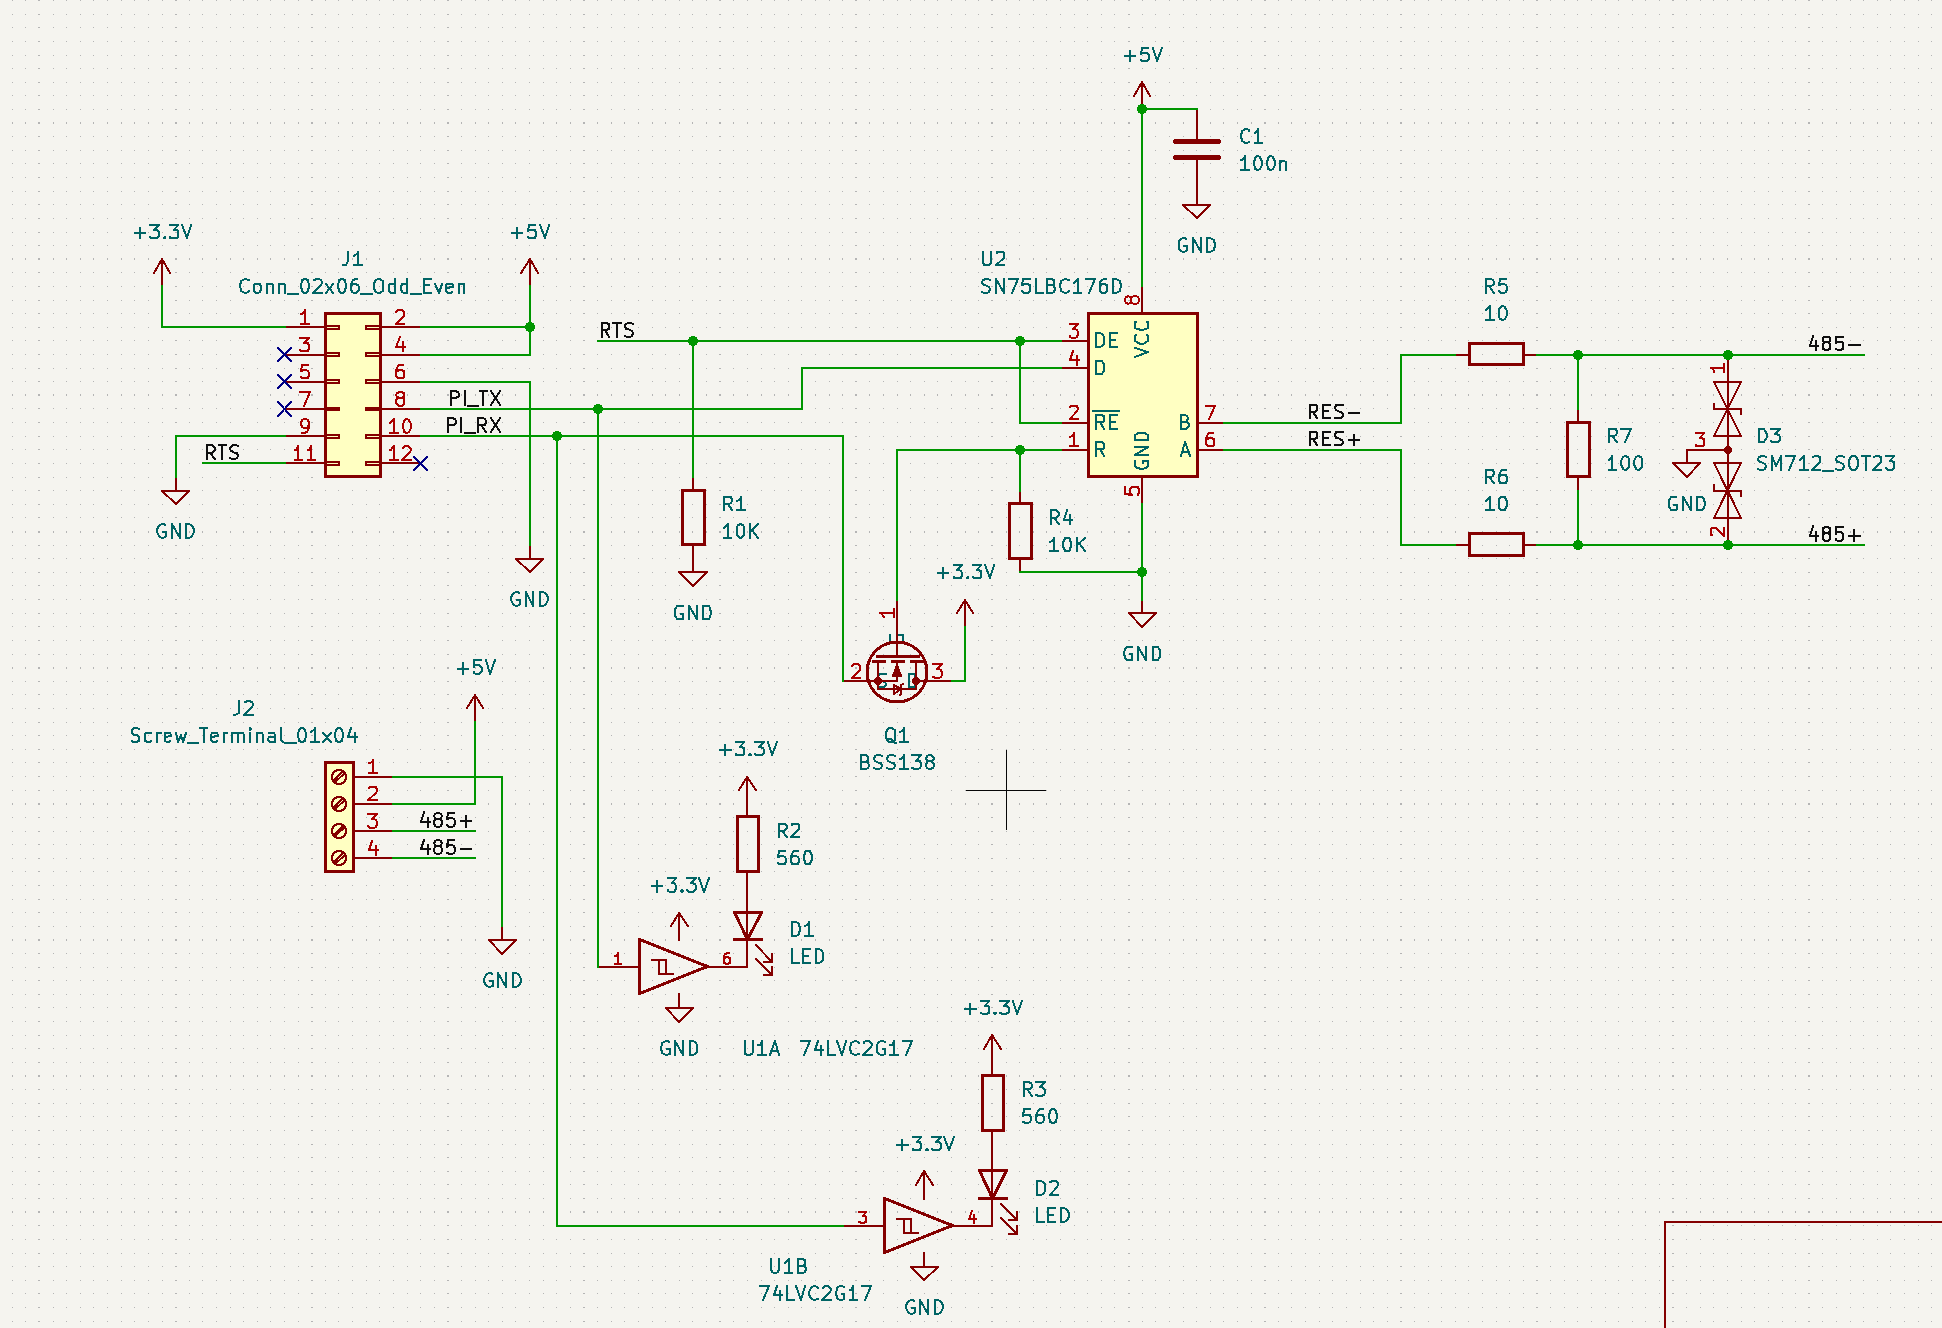 +5V
C1
100n
GND
+3.3V
J1
Conn_02x06_Odd_Even
+5V
1
2
3
4
5
6
7
8
9
10
11
12
PI_TX
PI_RX
RTS
GND
GND
RTS
R1
10K
GND
U2
SN75LBC176D
8
VCC
3
DE
4
D
2
RE
1
R
B
7
A
6
GND
5
RES-
RES+
R4
10K
GND
R5
10
R6
10
R7
100
485-
1
3
D3
SM712_SOT23
GND
2
485+
+3.3V
1
G
2
S
D
3
Q1
BSS138
J2
Screw_Terminal_01x04
+5V
1
2
3
4
485+
485-
GND
+3.3V
R2
560
+3.3V
D1
LED
1
6
GND
U1A
74LVC2G17
+3.3V
R3
560
+3.3V
D2
LED
3
4
U1B
74LVC2G17
GND